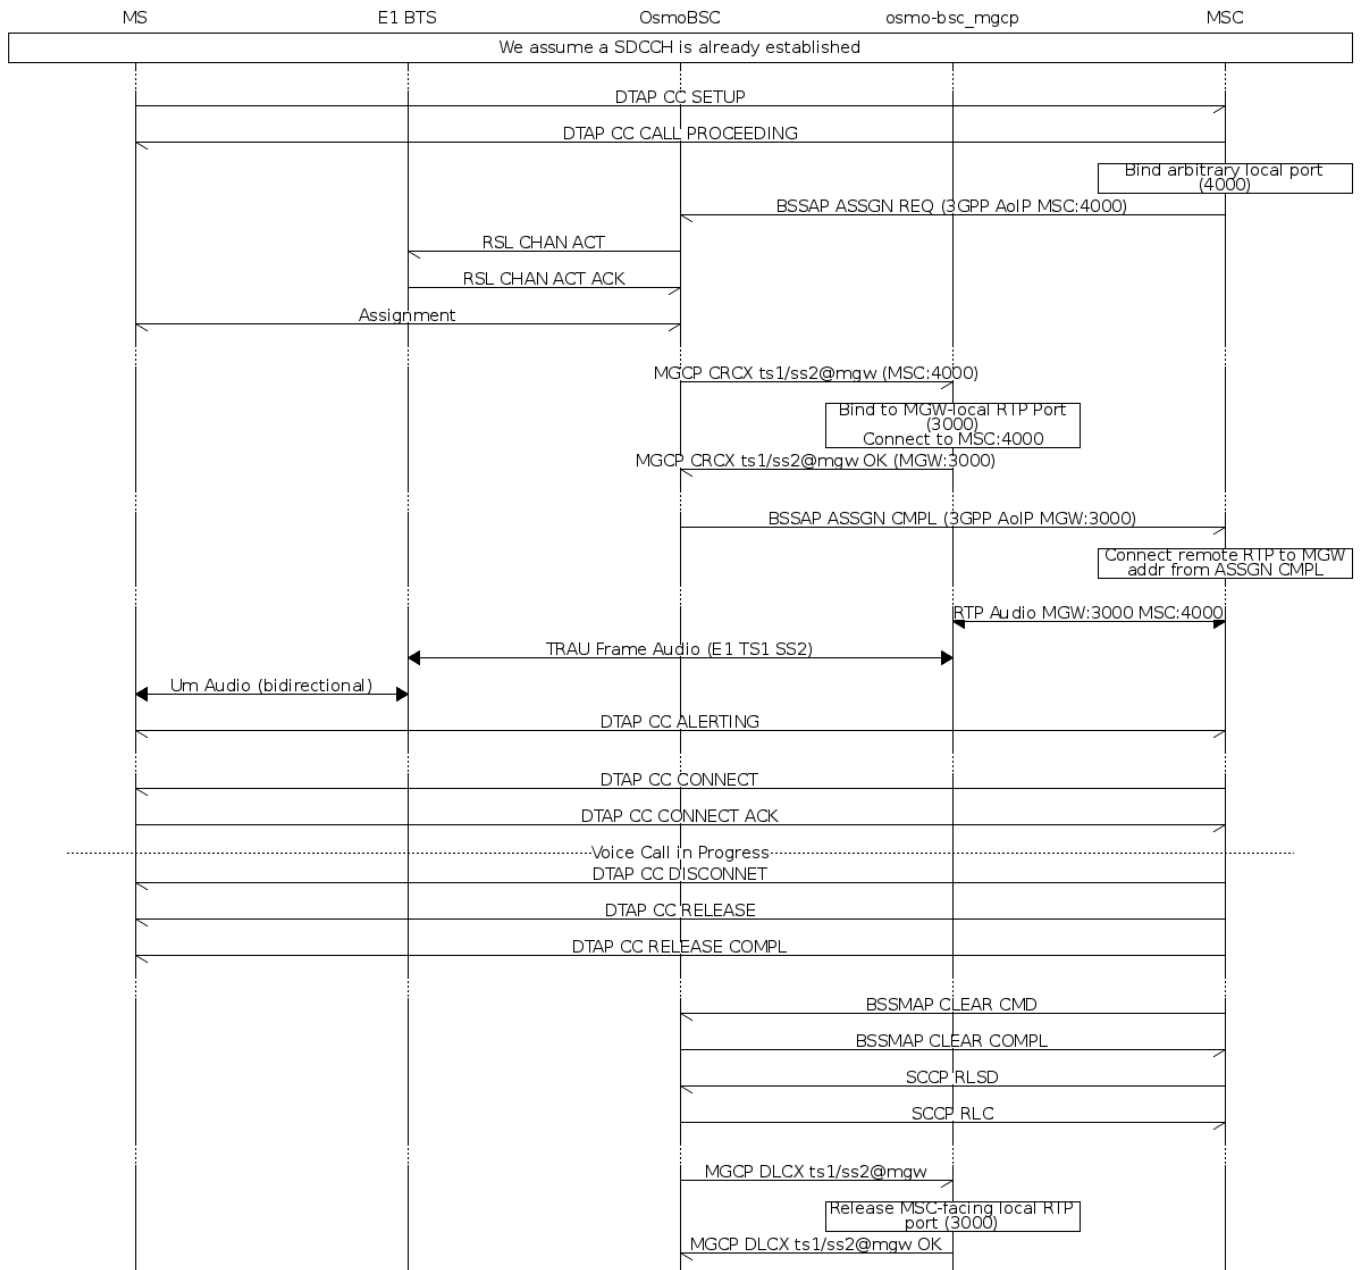 MS E1 BTS OsmoBSC osmo-bsc_mgcp MSC
We assume a SDCCH is already established
DTAP CC SETUP
DTAP CC CALL PROCEEDING
Bind arbitrary local port
(4000)
BSSAP ASSGN REQ (3GPP AoIP MSC:4000)
RSL CHAN ACT
RSL CHAN ACT ACK
Assignment
MGCP CRCX ts1/ss2@mgw (MSC:4000)
Bind to MGW-local RTP Port
(3000)
Connect to MSC:4000
MGCP CRCX ts1/ss2@mgw OK (MGW:3000)
BSSAP ASSGN CMPL (3GPP AoIP MGW:3000)
Connect remote RTP to MGW
addr from ASSGN CMPL
RTP Audio MGW:3000 MSC:4000
TRAU Frame Audio (E1 TS1 SS2)
Um Audio (bidirectional)
DTAP CC ALERTING
DTAP CC CONNECT
DTAP CC CONNECT ACK
Voice Call in Progress
DTAP CC DISCONNET
DTAP CC RELEASE
DTAP CC RELEASE COMPL
BSSMAP CLEAR CMD
BSSMAP CLEAR COMPL
SCCP RLSD
SCCP RLC
MGCP DLCX ts1/ss2@mgw
Release MSC-facing local RTP
port (3000)
MGCP DLCX ts1/ss2@mgw OK